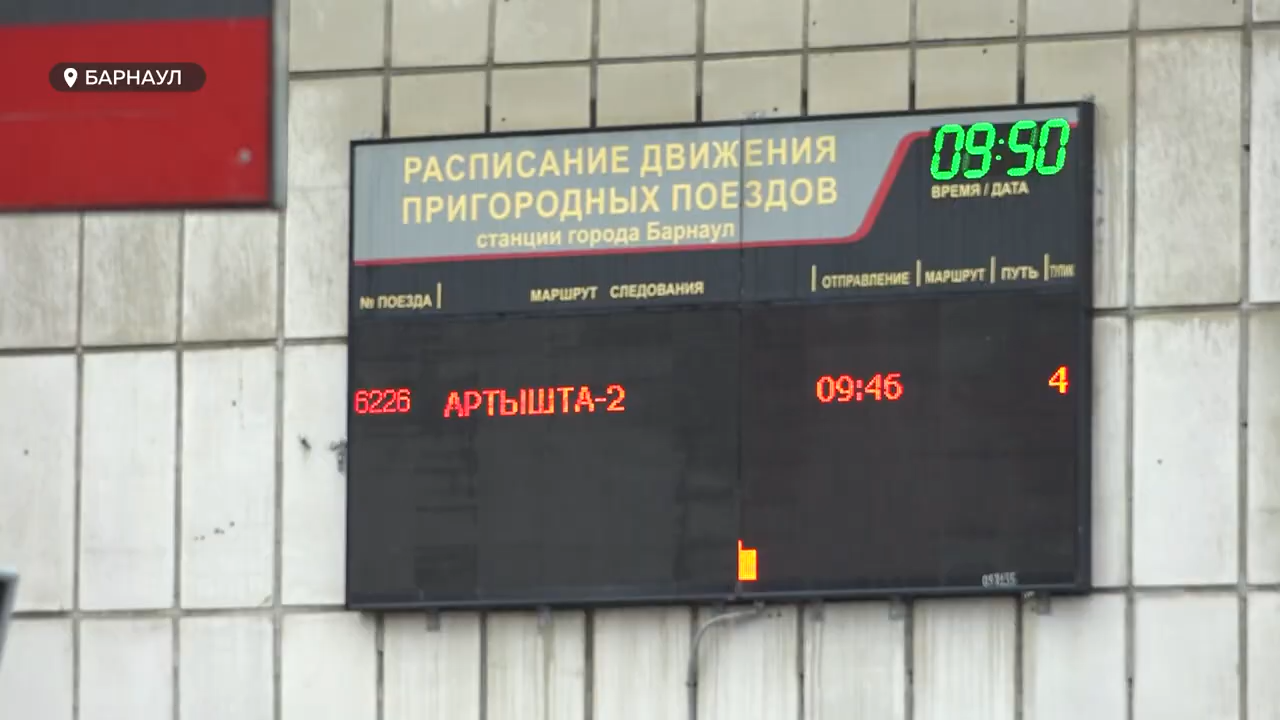 БАРНАУЛ
РАСПИСАНИЕ ДВИЖЕНИЯ
ПРИГОРОДНЫХ ПОЕЗДОВ
станции города Барнаул
09:50
ВРЕМЯ / ДАТА
№ ПОЕЗДА МАРШРУТ СЛЕДОВАНИЯ ОТПРАВЛЕНИЕ МАРШРУТ ПУТЬ ТУПИК
6226 АРТЫШТА-2 09:46 4